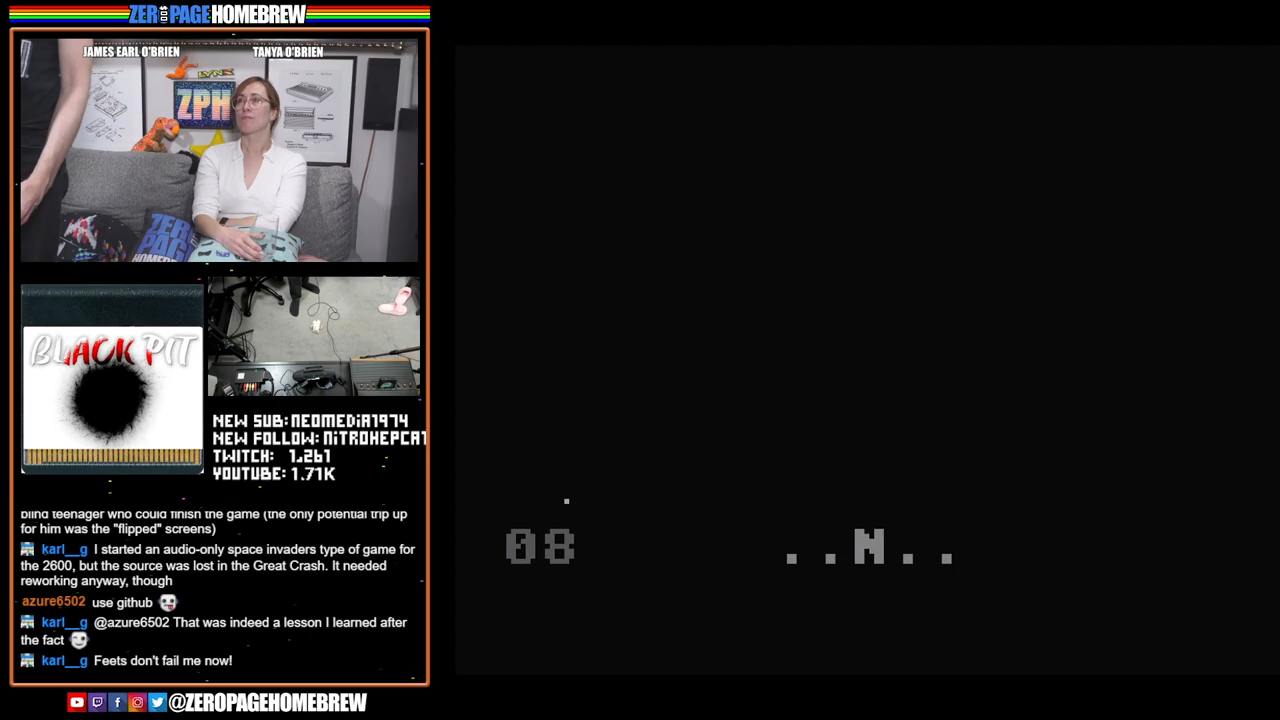 ZEROPAGE HOMEBREW
JAMES EARL O'BRIEN
TANYA O'BRIEN
LYNX
ZPH
BLACK PIT
NEW SUB: NEOMEDIA1974
NEW FOLLOW: NITROHEPCAT
TWITCH: 1,261
YOUTUBE: 1.71K
blind teenager who could finish the game (the only potential trip up
for him was the "flipped" screens)
karl__g I started an audio-only space invaders type of game for
the 2600, but the source was lost in the Great Crash. It needed
reworking anyway, though
azure6502 use github
karl__g @azure6502 That was indeed a lesson I learned after
the fact
karl__g Feets don't fail me now!
@ZEROPAGEHOMEBREW
08
..N..